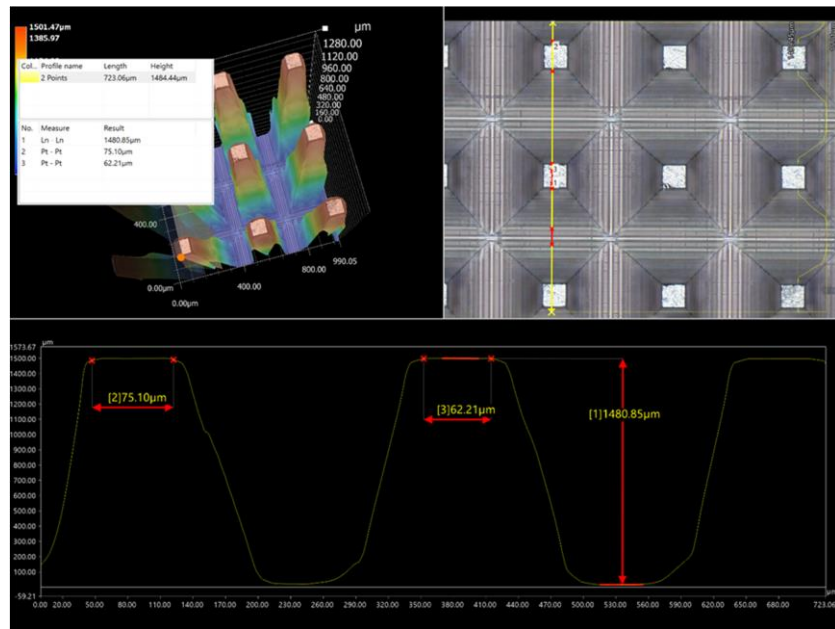 1501.47μm
1385.97
Col... Profile name Length Height
2 Points 723.06μm 1484.44μm
No. Measure Result
1 Ln - Ln 1480.85μm
2 Pt - Pt 75.10μm
3 Pt - Pt 62.21μm
μm
1280.00
1120.00
960.00
800.00
640.00
480.00
320.00
160.00
0.00
400.00
0.00μm
0.00μm
400.00
800.00
990.05
1573.67 μm
1500.00
1400.00
1300.00
1200.00
1100.00
1000.00
900.00
800.00
700.00
600.00
500.00
400.00
300.00
200.00
100.00
-59.21
[2]75.10μm
[3]62.21μm
[1]1480.85μm
0.00 20.00 50.00 80.00 110.00 140.00 170.00 200.00 230.00 260.00 290.00 320.00 350.00 380.00 410.00 440.00 470.00 500.00 530.00 560.00 590.00 620.00 650.00 680.00 723.06